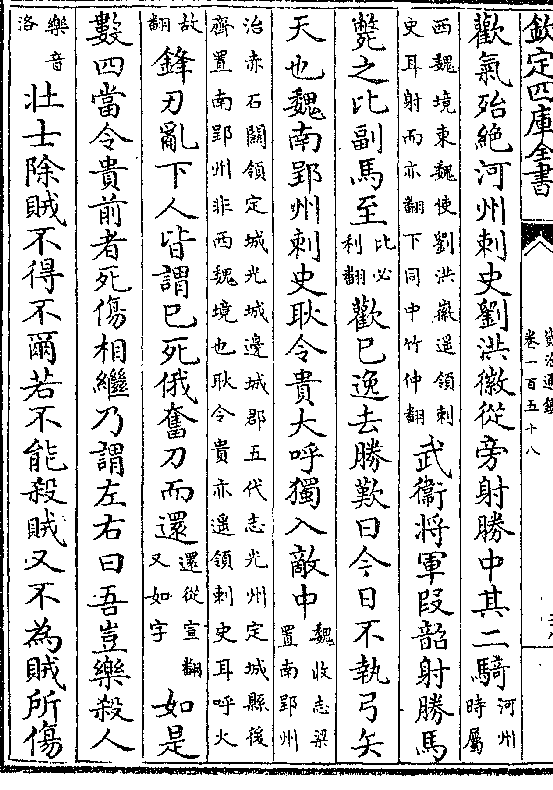 欽定四庫全書
資治通鑑
卷一百五十八
歡氣殆絶河州刺史劉洪徽從旁射勝中其二騎河州時屬
西魏境東魏使劉洪徽遥領刺史耳射而亦翻下同中竹仲翻武衞將軍段韶射勝馬
斃之比副馬至比必利翻歡已逸去勝歎曰今日不執弓矢
天也魏南郢州刺史耿令貴大呼獨入敵中魏收志梁置南郢州
治赤石關領定城光城邊城郡五代志光州定城縣後齊置南郢州非西魏境也耿令貴亦遥領刺史耳呼火
故翻鋒刃亂下人皆謂已死俄奮刀而還還從宣翻又如字如是
數四當令貴前者死傷相繼乃謂左右曰吾豈樂殺人
樂音洛壯士除賊不得不爾若不能殺賊又不為賊所傷